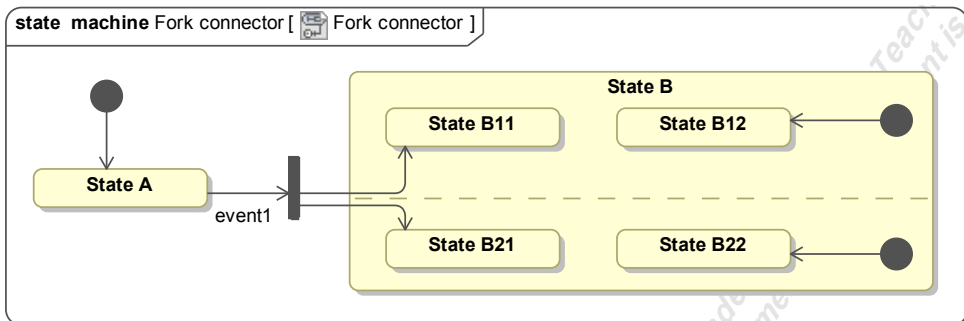 state machine Fork connector [ Fork connector ]
State B
State B11
State B12
State A
event1
State B21
State B22